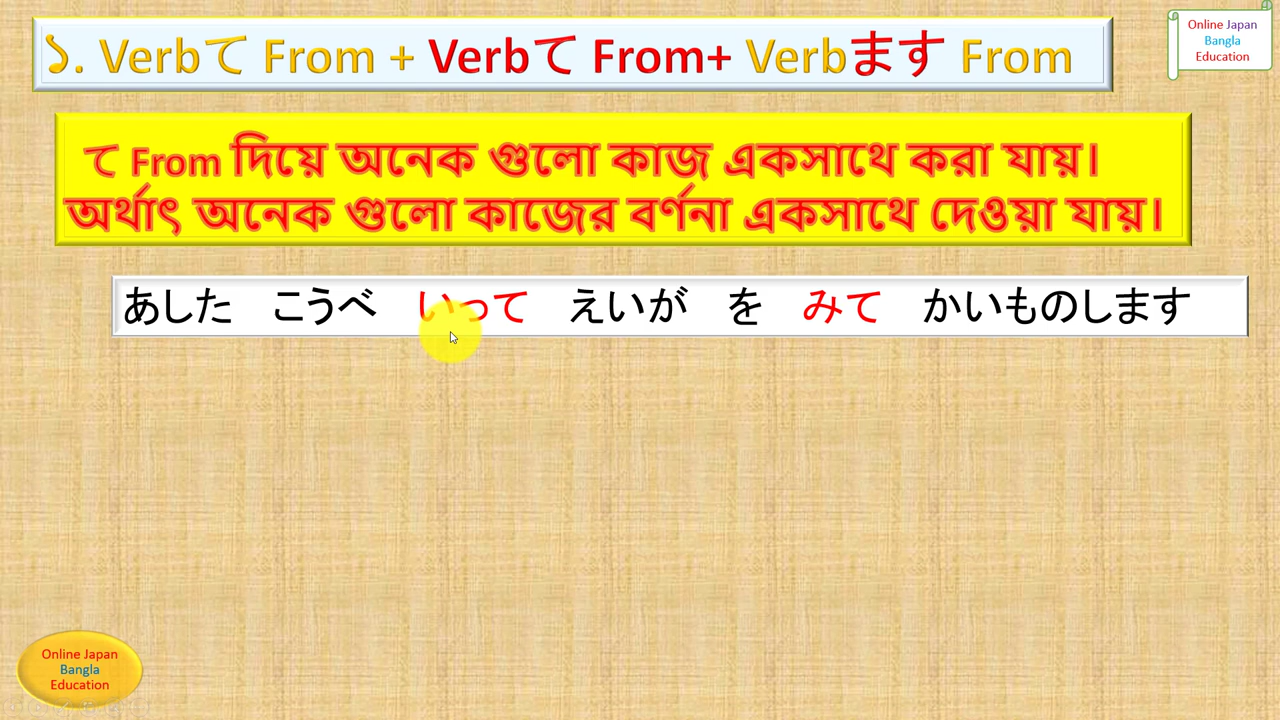 ১. Verbて From + Verbて From+ Verbます From
Online Japan
Bangla
Education
て From দিয়ে অনেক গুলো কাজ একসাথে করা যায়।
অর্থাৎ অনেক গুলো কাজের বর্ণনা একসাথে দেওয়া যায়।
あした こうべ いって えいが を みて かいものします
Online Japan
Bangla
Education